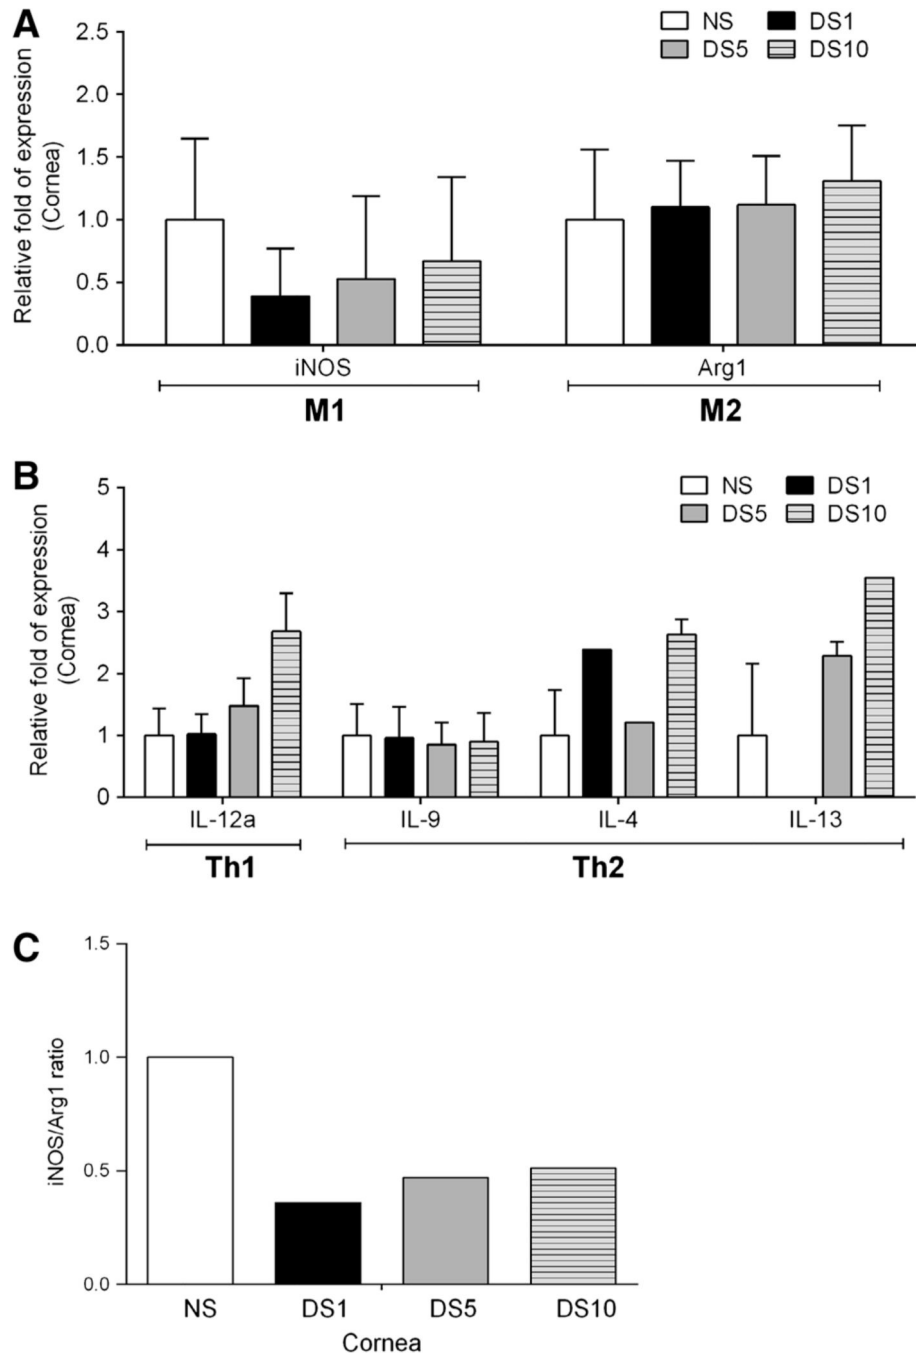 A
NS DS1
DS5 DS10
Relative fold of expression
(Cornea)
2.5
2.0
1.5
1.0
0.5
0.0
iNOS Arg1
M1 M2
B
NS DS1
DS5 DS10
Relative fold of expression
(Cornea)
5
4
3
2
1
0
IL-12a IL-9 IL-4 IL-13
Th1 Th2
C
iNOS/Arg1 ratio
1.5
1.0
0.5
0.0
NS DS1 DS5 DS10
Cornea